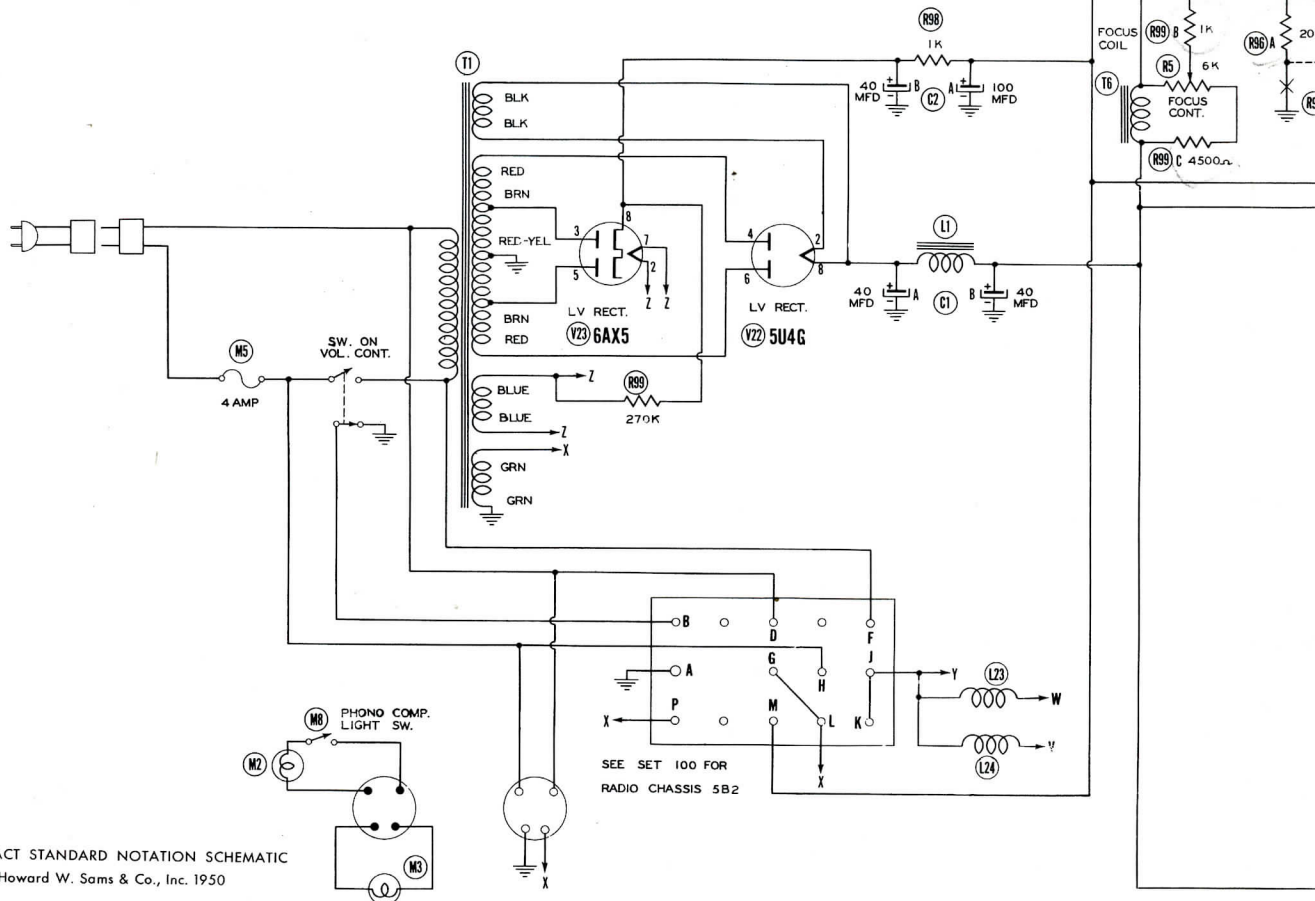 R98
1K
40
MFD
B
C2
A
100
MFD
FOCUS
COIL
R99 B
1K
R96 A
20
T6
R5
6K
FOCUS
CONT.
R99 C 4500Ω
T1
BLK
BLK
RED
BRN
RED-YEL
BRN
RED
BLUE
BLUE
GRN
GRN
3
8
7
2
5
Z
Z
LV RECT.
V23 6AX5
4
2
6
8
LV RECT.
V22 5U4G
L1
40
MFD
A
C1
B
40
MFD
M5
4 AMP
SW. ON
VOL. CONT.
Z
R99
270K
Z
X
B
D
F
A
G
H
J
P
M
L
K
X
X
Y
L23
W
L24
SEE SET 100 FOR
RADIO CHASSIS 5B2
M8
PHONO COMP.
LIGHT SW.
M2
M3
X
ACT STANDARD NOTATION SCHEMATIC
Howard W. Sams & Co., Inc. 1950